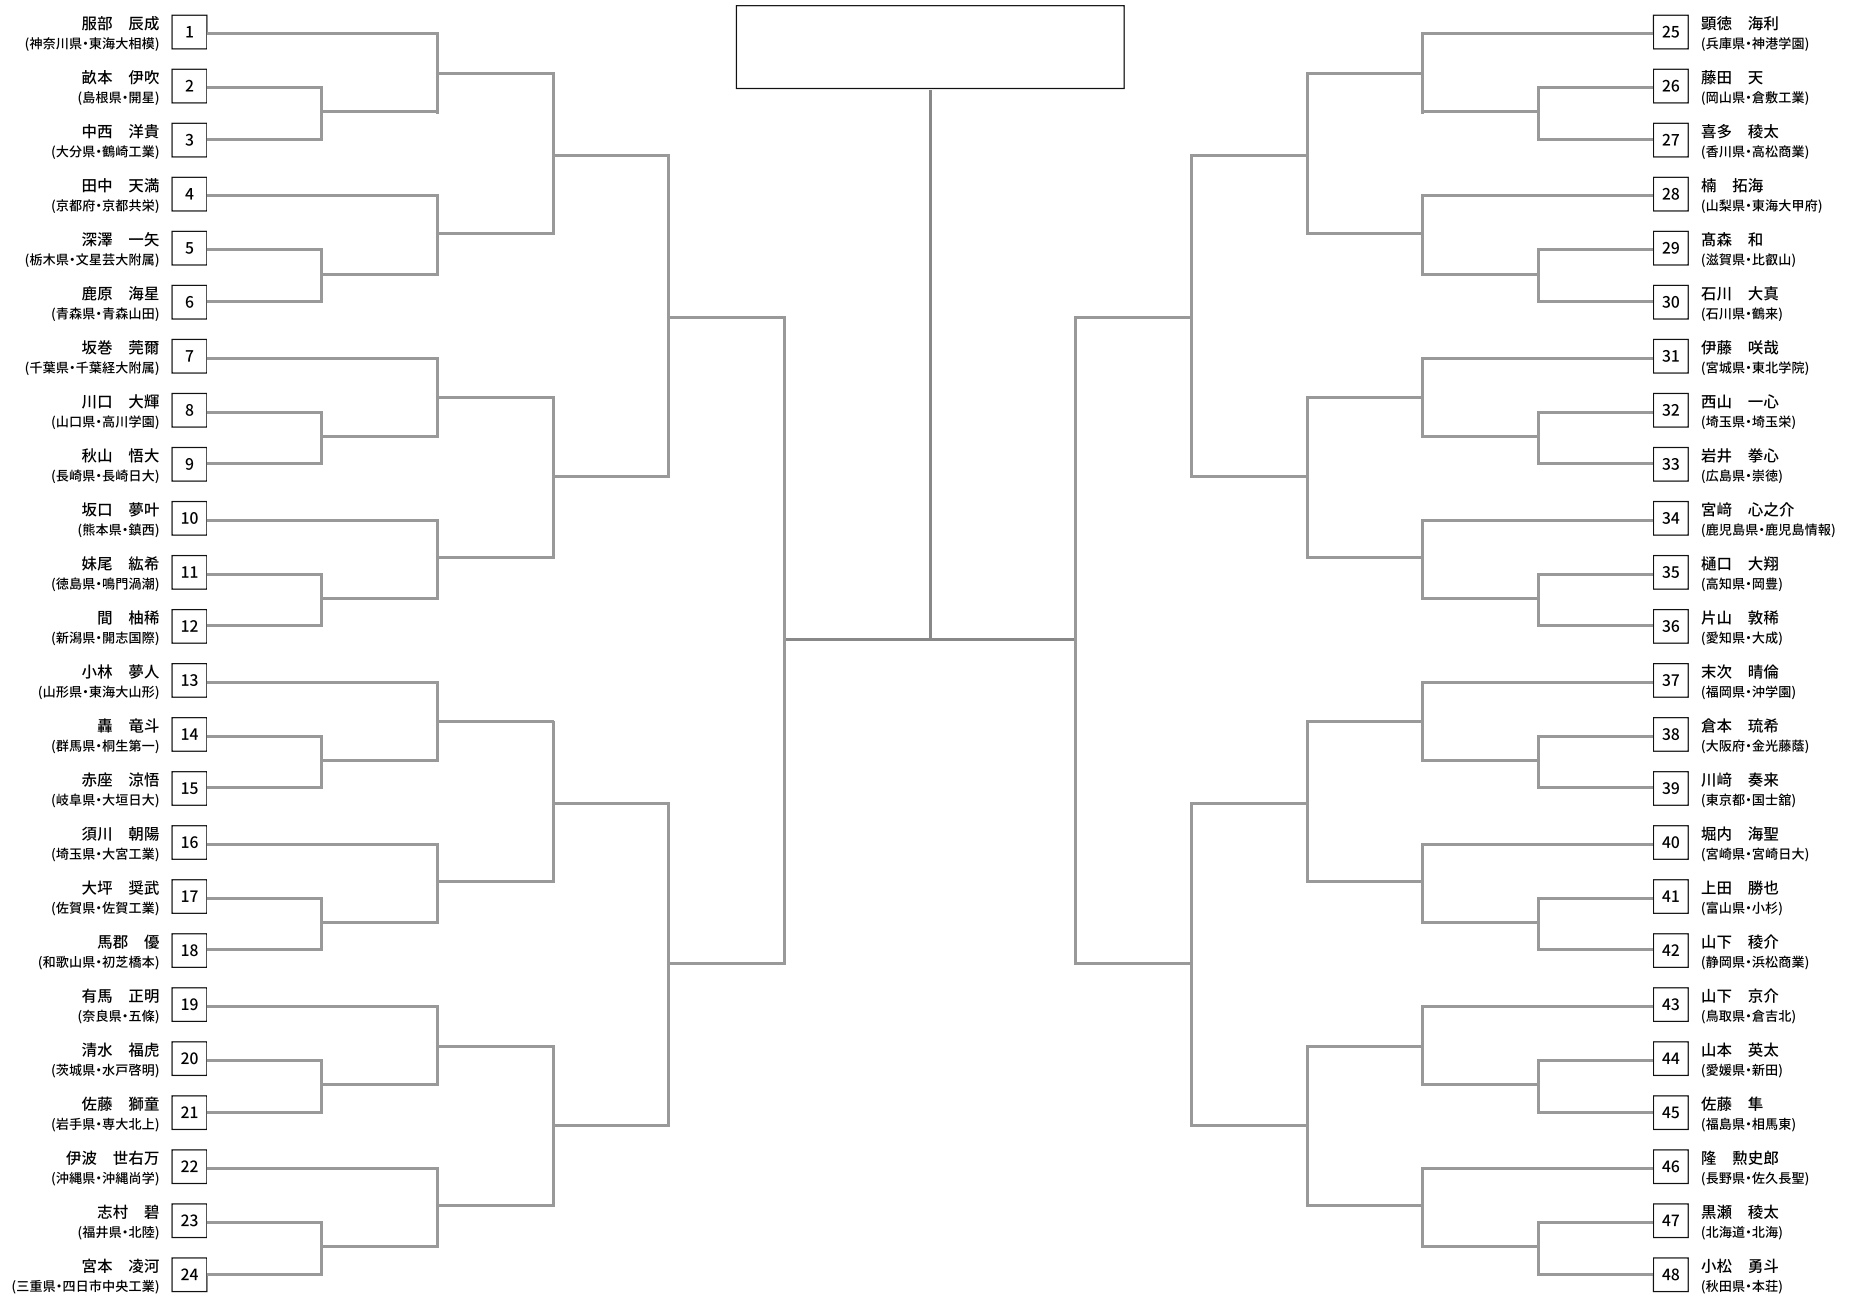 服部　辰成
(神奈川県・東海大相模)
1
畝本　伊吹
(島根県・開星)
2
中西　洋貴
(大分県・鶴崎工業)
3
田中　天満
(京都府・京都共栄)
4
深澤　一矢
(栃木県・文星芸大附属)
5
鹿原　海星
(青森県・青森山田)
6
坂巻　莞爾
(千葉県・千葉経大附属)
7
川口　大輝
(山口県・高川学園)
8
秋山　悟大
(長崎県・長崎日大)
9
坂口　夢叶
(熊本県・鎮西)
10
妹尾　紘希
(徳島県・鳴門渦潮)
11
間　柚稀
(新潟県・開志国際)
12
小林　夢人
(山形県・東海大山形)
13
轟　竜斗
(群馬県・桐生第一)
14
赤座　涼悟
(岐阜県・大垣日大)
15
須川　朝陽
(埼玉県・大宮工業)
16
大坪　奨武
(佐賀県・佐賀工業)
17
馬郡　優
(和歌山県・初芝橋本)
18
有馬　正明
(奈良県・五條)
19
清水　福虎
(茨城県・水戸啓明)
20
佐藤　獅童
(岩手県・専大北上)
21
伊波　世右万
(沖縄県・沖縄尚学)
22
志村　碧
(福井県・北陸)
23
宮本　凌河
(三重県・四日市中央工業)
24
25
顕徳　海利
(兵庫県・神港学園)
26
藤田　天
(岡山県・倉敷工業)
27
喜多　稜太
(香川県・高松商業)
28
楠　拓海
(山梨県・東海大甲府)
29
髙森　和
(滋賀県・比叡山)
30
石川　大真
(石川県・鶴来)
31
伊藤　咲哉
(宮城県・東北学院)
32
西山　一心
(埼玉県・埼玉栄)
33
岩井　拳心
(広島県・崇徳)
34
宮﨑　心之介
(鹿児島県・鹿児島情報)
35
樋口　大翔
(高知県・岡豊)
36
片山　敦稀
(愛知県・大成)
37
末次　晴倫
(福岡県・沖学園)
38
倉本　琉希
(大阪府・金光藤蔭)
39
川﨑　奏来
(東京都・国士舘)
40
堀内　海聖
(宮崎県・宮崎日大)
41
上田　勝也
(富山県・小杉)
42
山下　稜介
(静岡県・浜松商業)
43
山下　京介
(鳥取県・倉吉北)
44
山本　英太
(愛媛県・新田)
45
佐藤　隼
(福島県・相馬東)
46
隆　勲史郎
(長野県・佐久長聖)
47
黒瀬　稜太
(北海道・北海)
48
小松　勇斗
(秋田県・本荘)